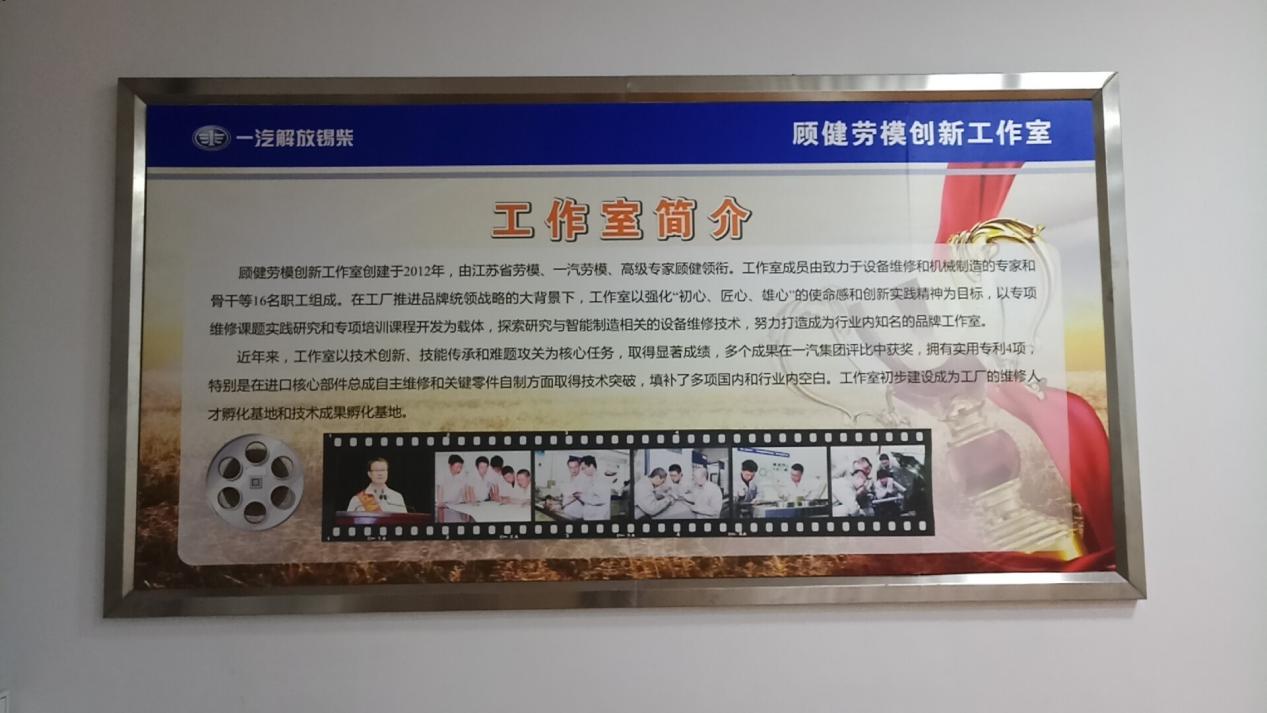 一汽解放锡柴
顾健劳模创新工作室
工作室简介
顾健劳模创新工作室创建于2012年，由江苏省劳模、一汽劳模、高级专家顾健领衔。工作室成员由致力于设备维修和机械制造的专家和
骨干等16名职工组成。在工厂推进品牌统领战略的大背景下，工作室以强化“初心、匠心、雄心”的使命感和创新实践精神为目标，以专项
维修课题实践研究和专项培训课程开发为载体，探索研究与智能制造相关的设备维修技术，努力打造成为行业内知名的品牌工作室。
近年来，工作室以技术创新、技能传承和难题攻关为核心任务，取得显著成绩，多个成果在一汽集团评比中获奖，拥有实用专利4项，
特别是在进口核心部件总成自主维修和关键零件自制方面取得技术突破，填补了多项国内和行业内空白。工作室初步建设成为工厂的维修人
才孵化基地和技术成果孵化基地。